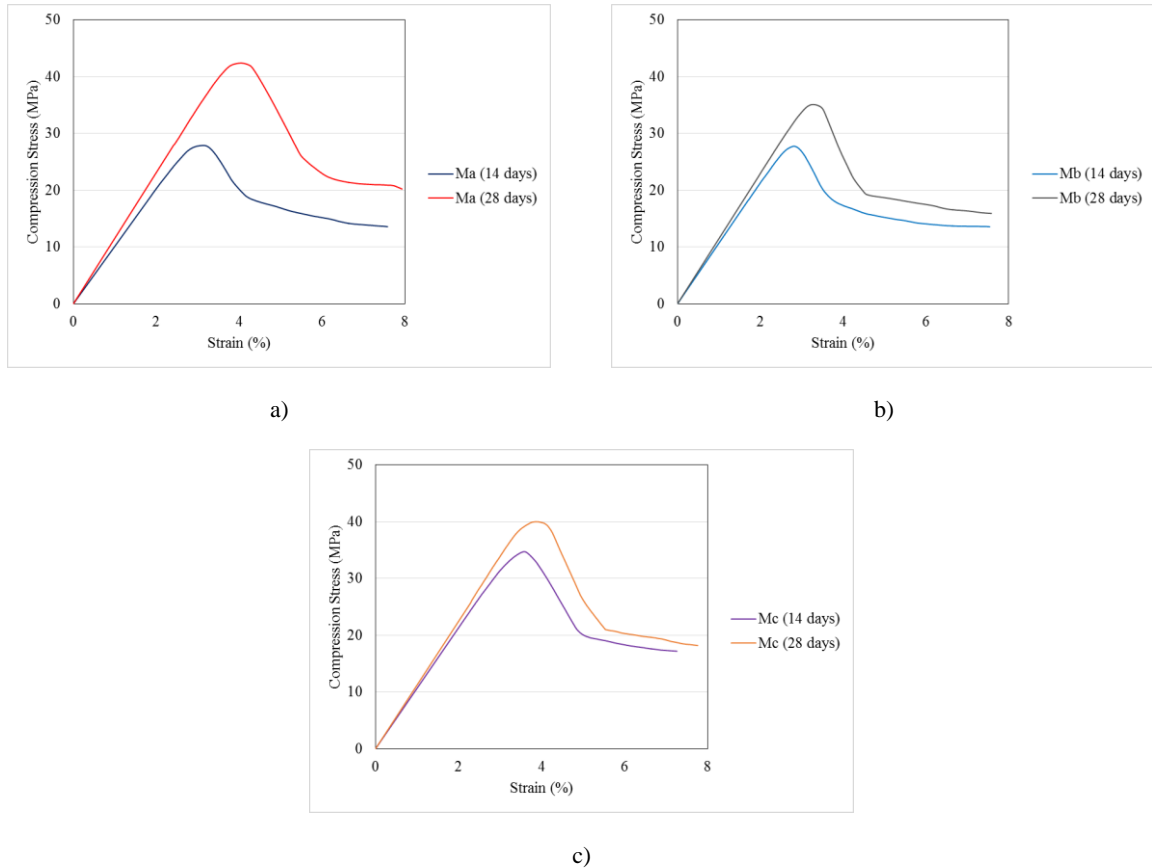 50
40
30
20
10
0
Compression Stress (MPa)
0 2 4 6 8
Strain (%)
Ma (14 days)
Ma (28 days)
a)
50
40
30
20
10
0
Compression Stress (MPa)
0 2 4 6 8
Strain (%)
Mb (14 days)
Mb (28 days)
b)
50
40
30
20
10
0
Compression Stress (MPa)
0 2 4 6 8
Strain (%)
Mc (14 days)
Mc (28 days)
c)